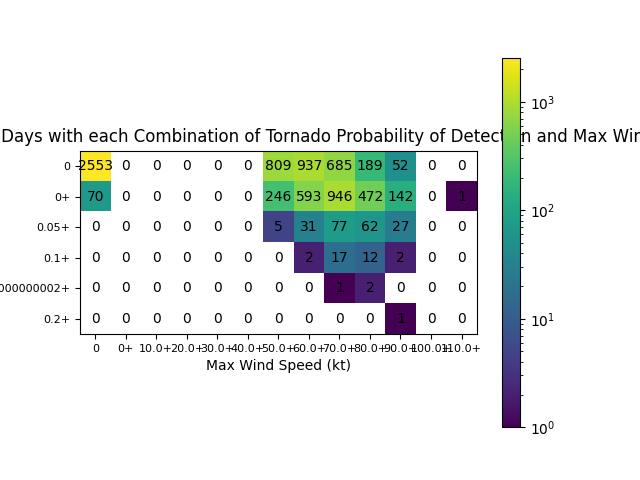 Days with each Combination of Tornado Probability of Detection and Max Win
0 2553 0 0 0 0 0 809 937 685 189 52 0 0
0+ 70 0 0 0 0 0 246 593 946 472 142 0 1
0.05+ 0 0 0 0 0 0 5 31 77 62 27 0 0
0.1+ 0 0 0 0 0 0 0 2 17 12 2 0 0
000000002+ 0 0 0 0 0 0 0 0 1 2 0 0 0
0.2+ 0 0 0 0 0 0 0 0 0 0 1 0 0
0 0+ 10.0+ 20.0+ 30.0+ 40.0+ 50.0+ 60.0+ 70.0+ 80.0+ 90.0+ 100.0+ 110.0+
Max Wind Speed (kt)
10³
10²
10¹
10⁰